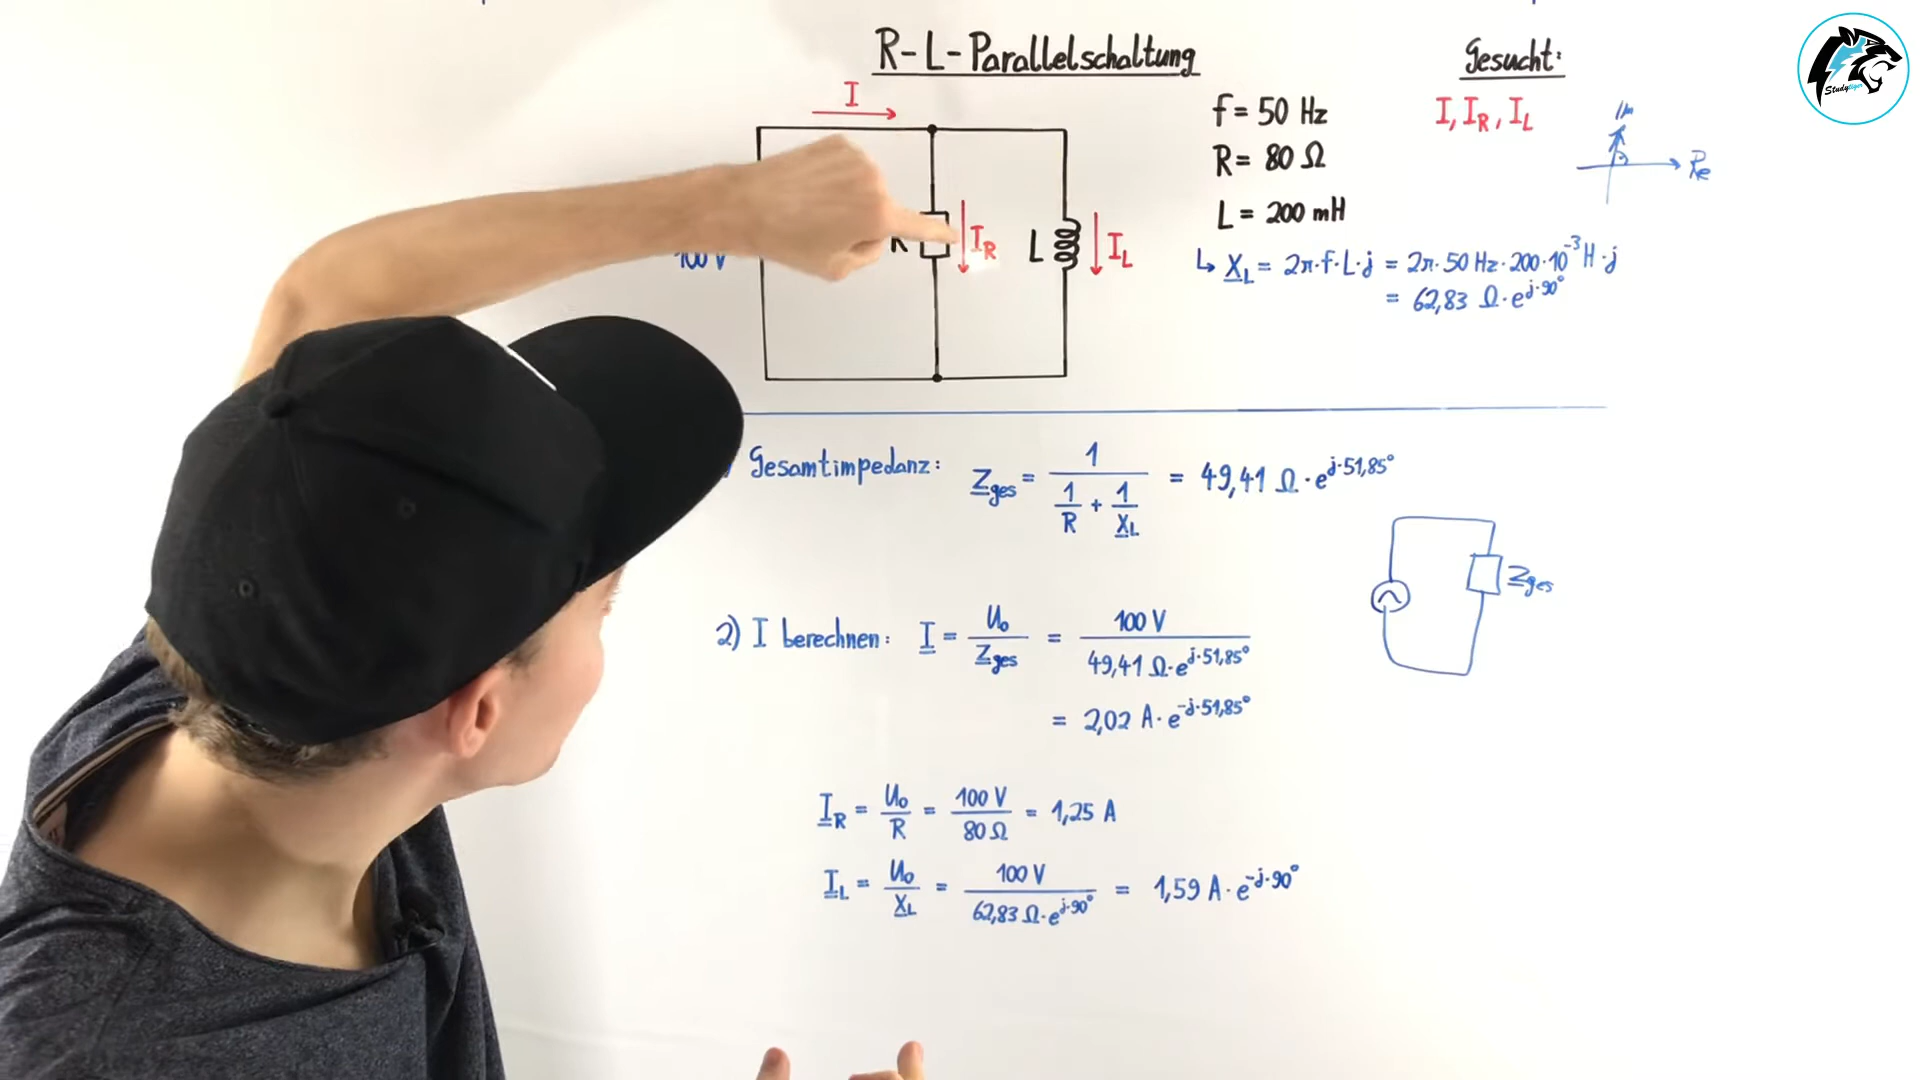 R-L-Parallelschaltung
Gesucht:
I, I_R, I_L
I
f = 50 Hz
R = 80 Ω
L = 200 mH
↳ X_L = 2π·f·L·j = 2π·50 Hz·200·10^-3 H·j
= 62,83 Ω·e^j·90°
Im
Re
100 V
R
I_R
L
I_L
Gesamtimpedanz: Z_ges = 1/(1/R + 1/X_L) = 49,41 Ω·e^j·51,85°
Z_ges
2) I berechnen: I = U_0/Z_ges = 100 V/(49,41 Ω·e^j·51,85°)
= 2,02 A·e^-j·51,85°
I_R = U_0/R = 100 V/80 Ω = 1,25 A
I_L = U_0/X_L = 100 V/(62,83 Ω·e^j·90°) = 1,59 A·e^-j·90°
Studytiger